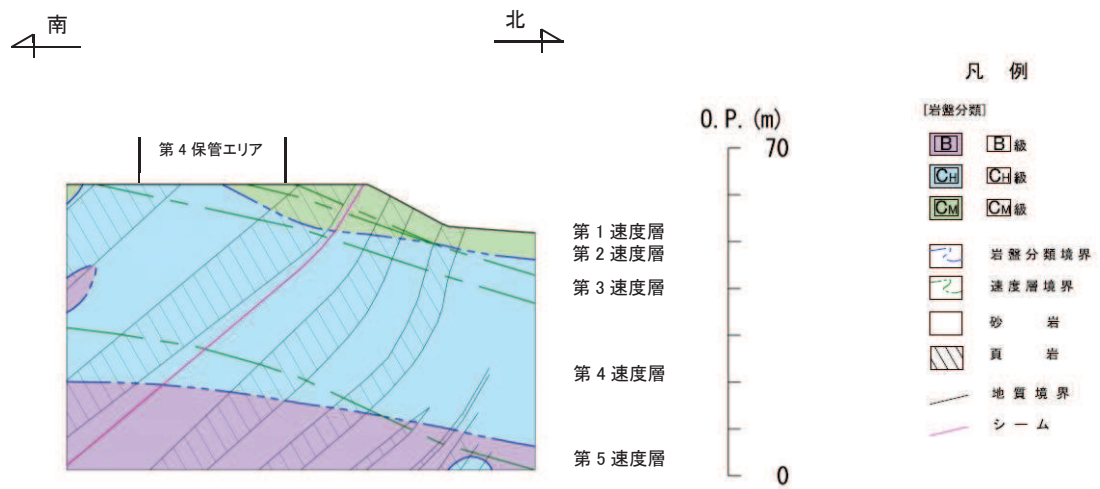 南
北
第4保管エリア
O.P.(m)
70
0
第1速度層
第2速度層
第3速度層
第4速度層
第5速度層
凡 例
[岩盤分類]
B B級
CH CH級
CM CM級
岩盤分類境界
速度層境界
砂 岩
頁 岩
地質境界
シーム